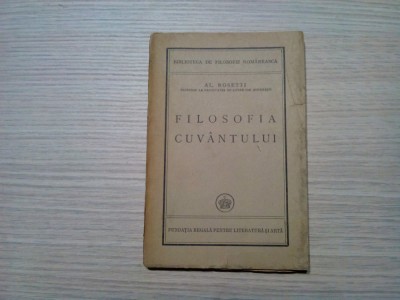 BIBLIOTECA DE FILOSOFIE ROMÂNEASCĂ
AL. ROSETTI
FILOSOFIA
CUVÂNTULUI
FUNDAȚIA REGALĂ PENTRU LITERATURĂ ȘI ARTĂ